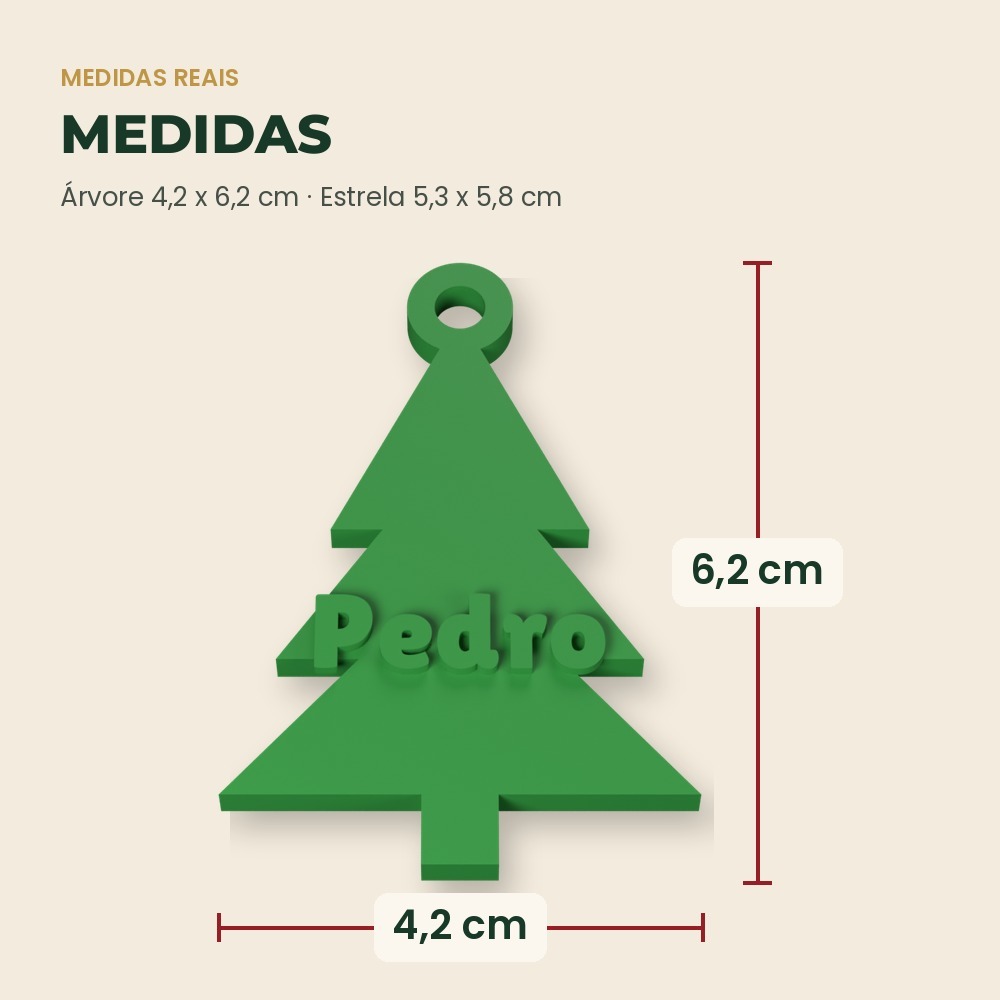 MEDIDAS REAIS
MEDIDAS
Árvore 4,2 x 6,2 cm · Estrela 5,3 x 5,8 cm
6,2 cm
Pedro
4,2 cm